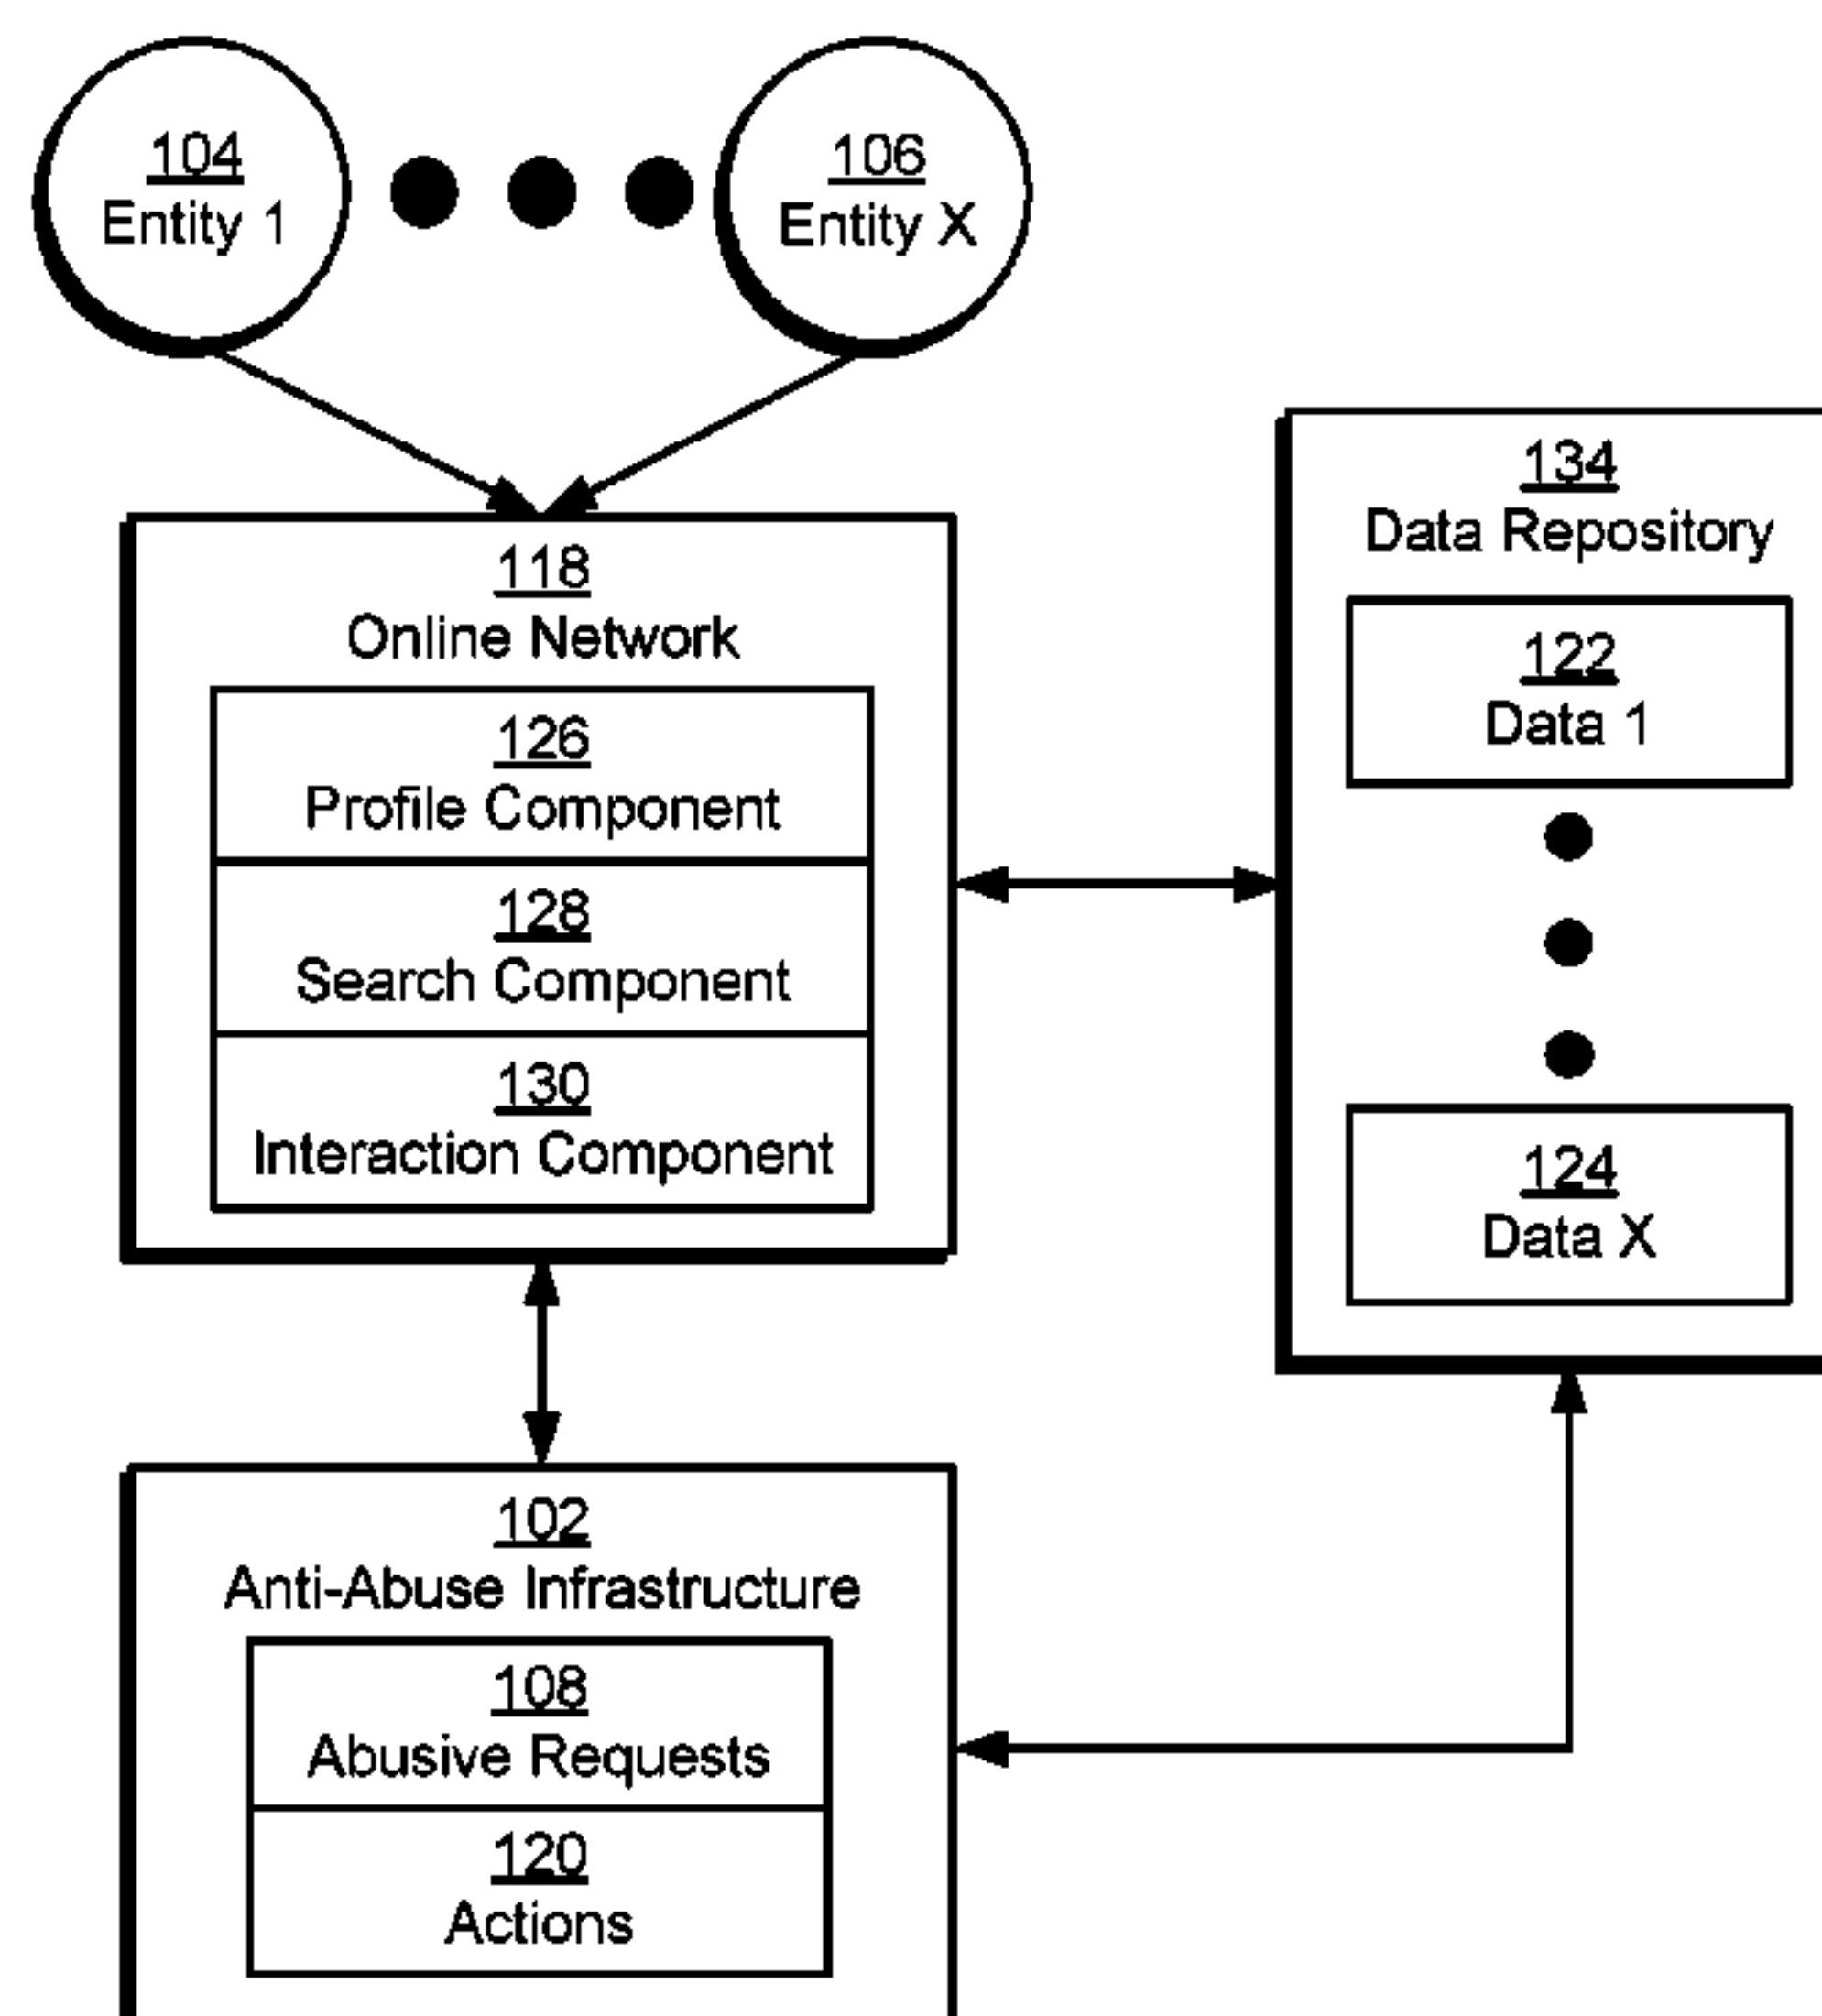 104
Entity 1
106
Entity X
118
Online Network
126
Profile Component
128
Search Component
130
Interaction Component
134
Data Repository
122
Data 1
124
Data X
102
Anti-Abuse Infrastructure
108
Abusive Requests
120
Actions